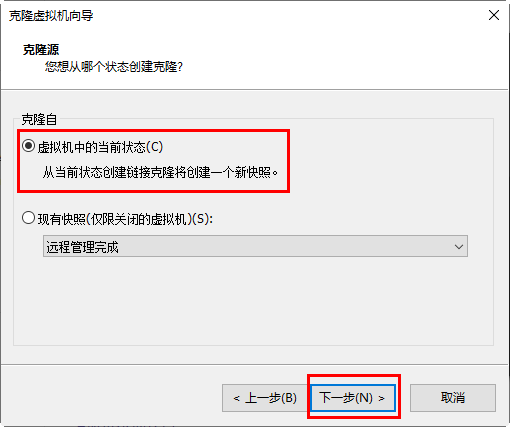 克隆虚拟机向导
克隆源
您想从哪个状态创建克隆?
克隆自
虚拟机中的当前状态(C)
从当前状态创建链接克隆将创建一个新快照。
现有快照(仅限关闭的虚拟机)(S):
远程管理完成
< 上一步(B)
下一步(N) >
取消